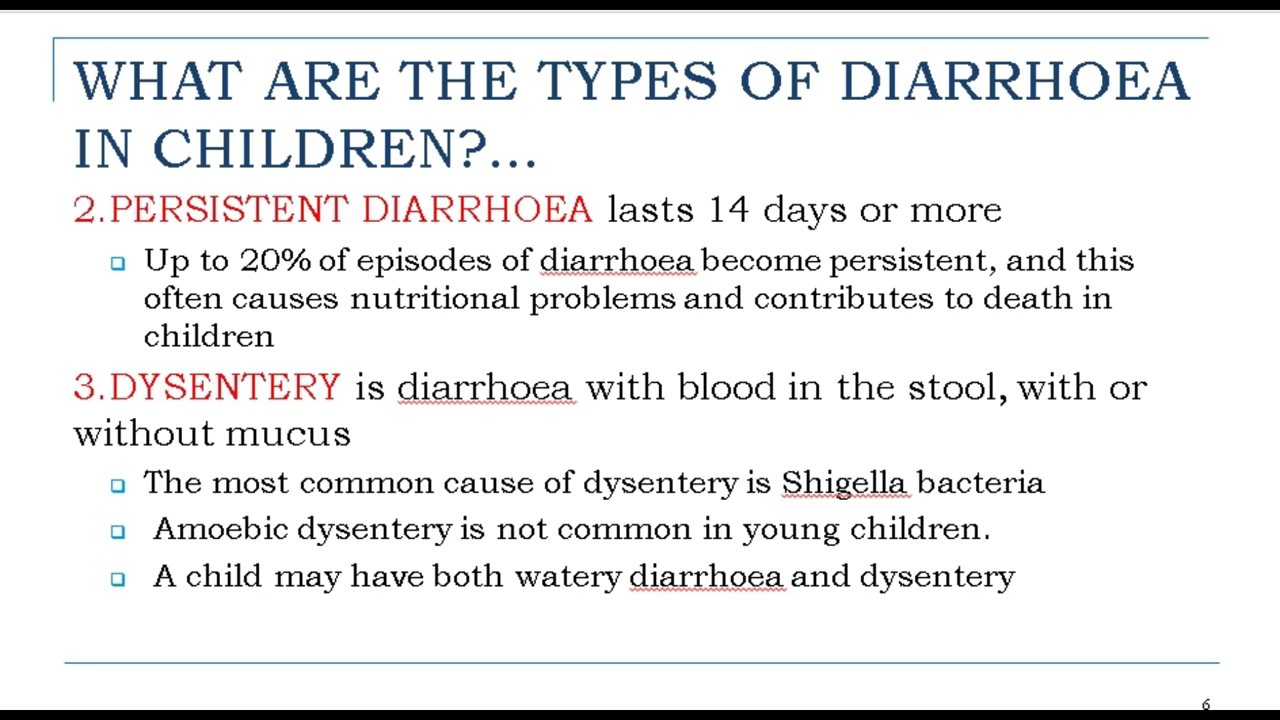 WHAT ARE THE TYPES OF DIARRHOEA
IN CHILDREN?...
2.PERSISTENT DIARRHOEA lasts 14 days or more
Up to 20% of episodes of diarrhoea become persistent, and this
often causes nutritional problems and contributes to death in
children
3.DYSENTERY is diarrhoea with blood in the stool, with or
without mucus
The most common cause of dysentery is Shigella bacteria
Amoebic dysentery is not common in young children.
A child may have both watery diarrhoea and dysentery
6